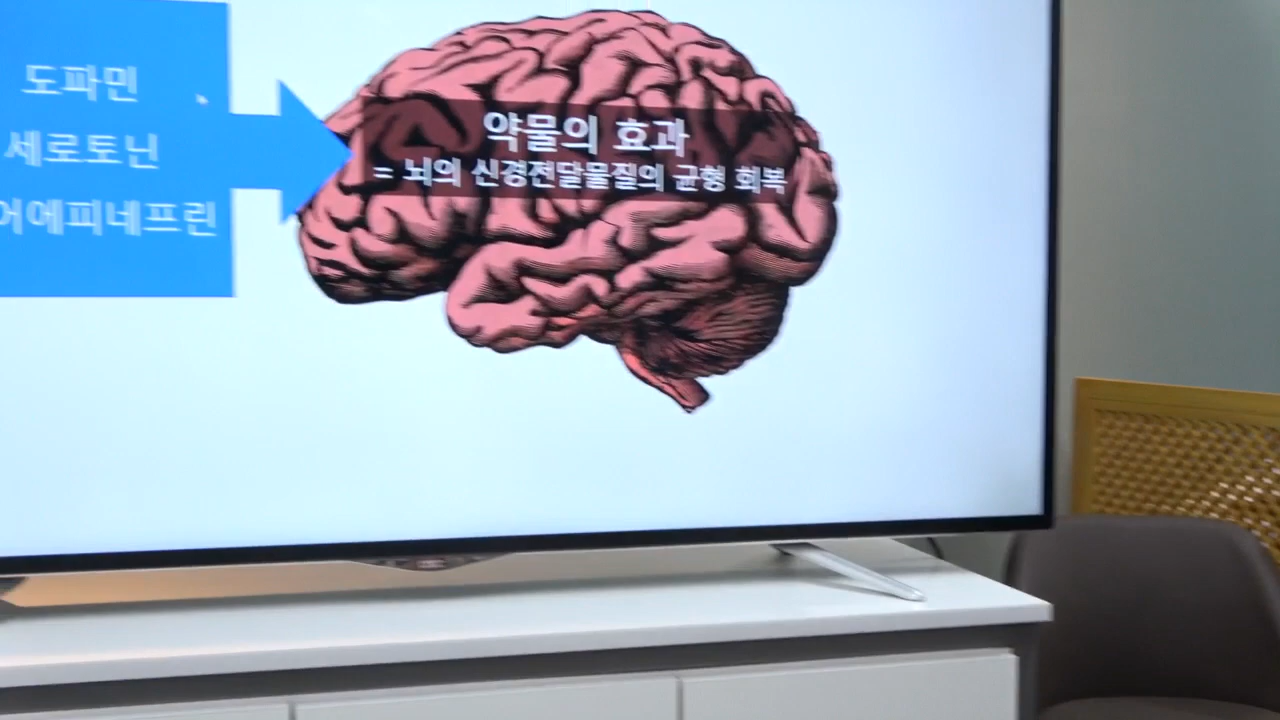 도파민
세로토닌
어에피네프린
약물의 효과
= 뇌의 신경전달물질의 균형 회복